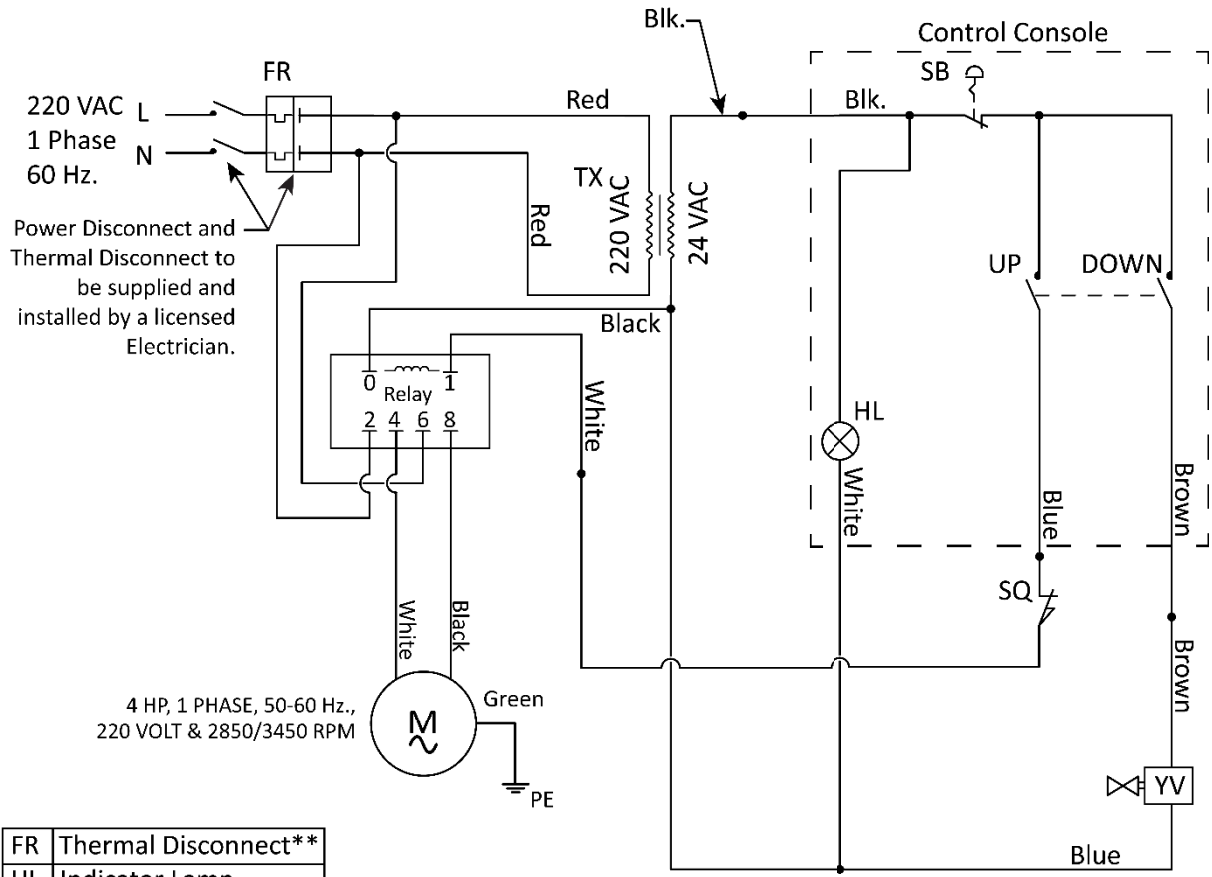 Blk.
Control Console
FR
SB
220 VAC L
1 Phase
60 Hz.
N
Red
Blk.
TX
220 VAC
24 VAC
Red
Power Disconnect and
Thermal Disconnect to
be supplied and
installed by a licensed
Electrician.
UP
DOWN
Black
0
1
Relay
2 4 6 8
White
HL
White
Blue
Brown
SQ
White
Black
Brown
4 HP, 1 PHASE, 50-60 Hz.,
220 VOLT & 2850/3450 RPM
M
Green
PE
YV
Blue
FR Thermal Disconnect**
HL Indicator Lamp